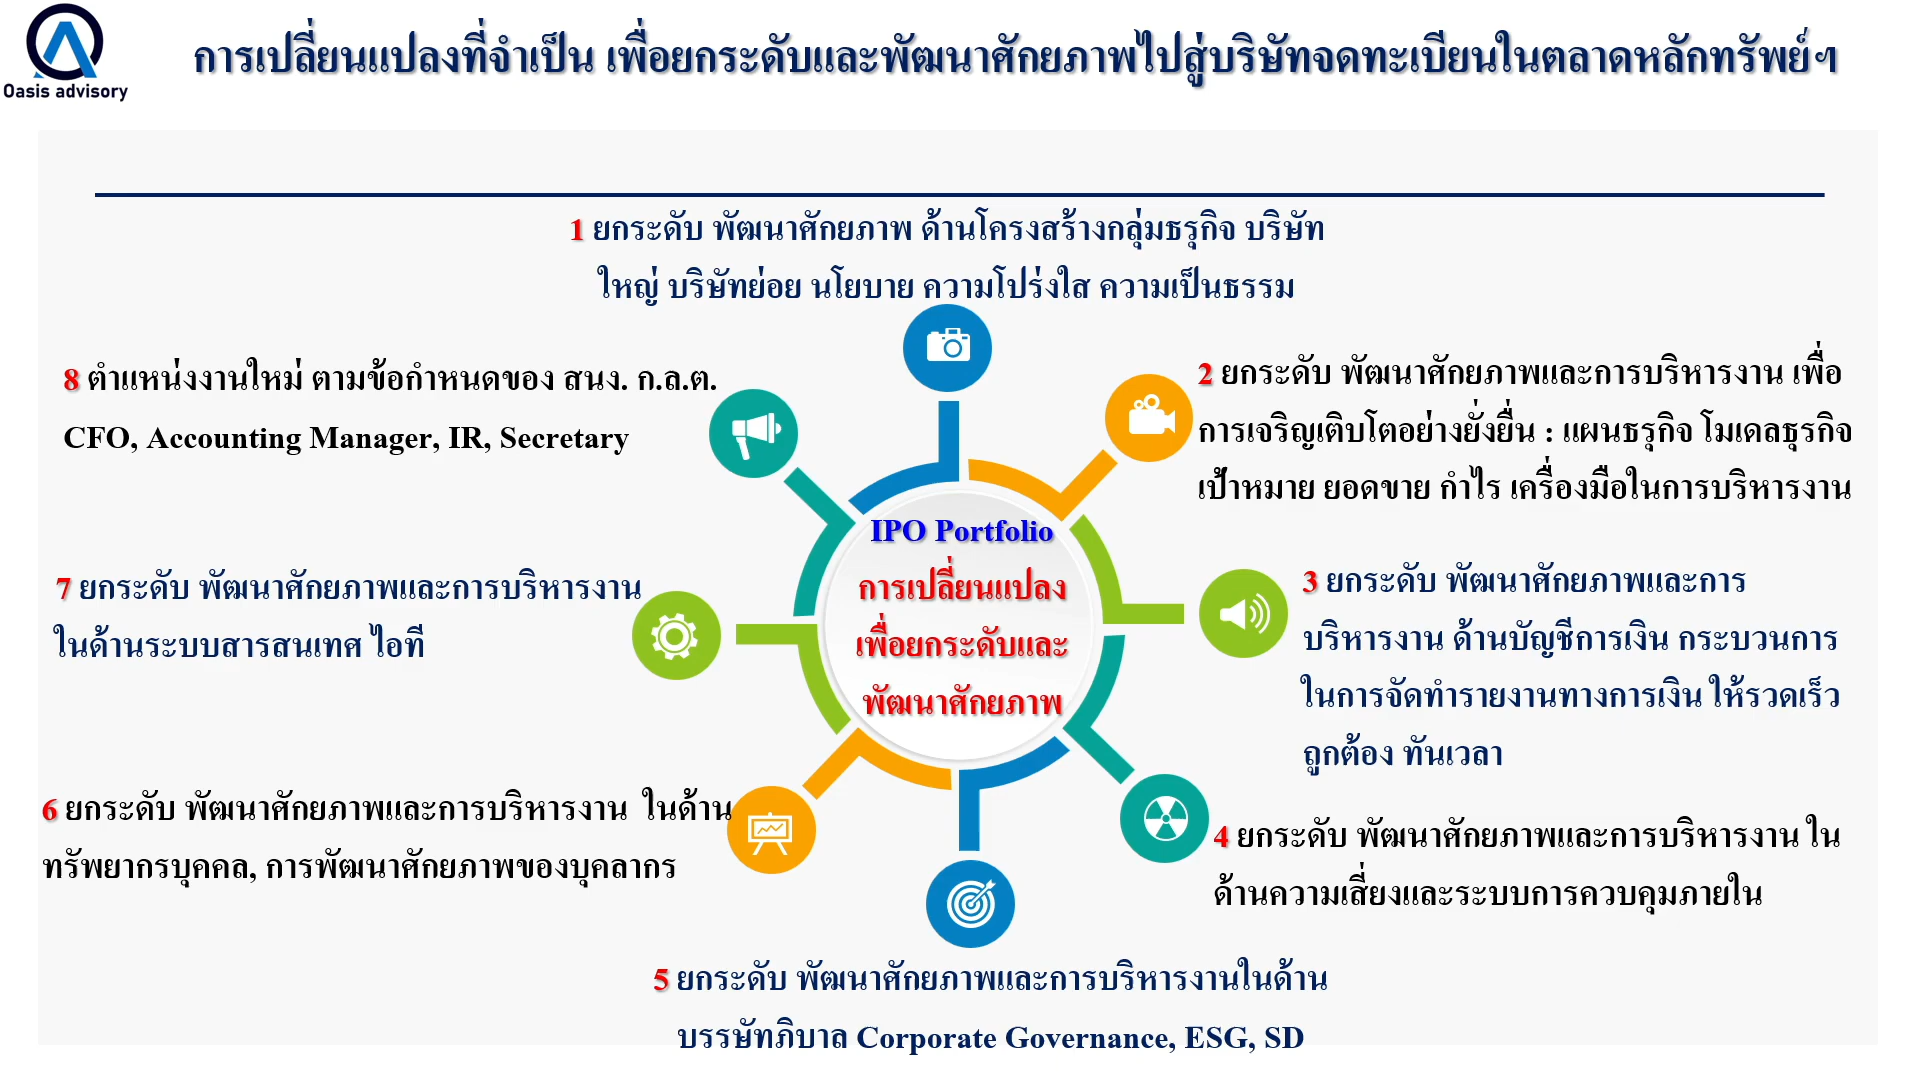 Oasis advisory
การเปลี่ยนแปลงที่จำเป็น เพื่อยกระดับและพัฒนาศักยภาพไปสู่บริษัทจดทะเบียนในตลาดหลักทรัพย์ฯ
1 ยกระดับ พัฒนาศักยภาพ ด้านโครงสร้างกลุ่มธรุกิจ บริษัท
ใหญ่ บริษัทย่อย นโยบาย ความโปร่งใส ความเป็นธรรม
2 ยกระดับ พัฒนาศักยภาพและการบริหารงาน เพื่อ
การเจริญเติบโตอย่างยั่งยื่น : แผนธรุกิจ โมเดลธุรกิจ
เป้าหมาย ยอดขาย กำไร เครื่องมือในการบริหารงาน
3 ยกระดับ พัฒนาศักยภาพและการ
บริหารงาน ด้านบัญชีการเงิน กระบวนการ
ในการจัดทำรายงานทางการเงิน ให้รวดเร็ว
ถูกต้อง ทันเวลา
4 ยกระดับ พัฒนาศักยภาพและการบริหารงาน ใน
ด้านความเสี่ยงและระบบการควบคุมภายใน
5 ยกระดับ พัฒนาศักยภาพและการบริหารงานในด้าน
บรรษัทภิบาล Corporate Governance, ESG, SD
6 ยกระดับ พัฒนาศักยภาพและการบริหารงาน ในด้าน
ทรัพยากรบุคคล, การพัฒนาศักยภาพของบุคลากร
7 ยกระดับ พัฒนาศักยภาพและการบริหารงาน
ในด้านระบบสารสนเทศ ไอที
8 ตำแหน่งงานใหม่ ตามข้อกำหนดของ สนง. ก.ล.ต.
CFO, Accounting Manager, IR, Secretary
IPO Portfolio
การเปลี่ยนแปลง
เพื่อยกระดับและ
พัฒนาศักยภาพ